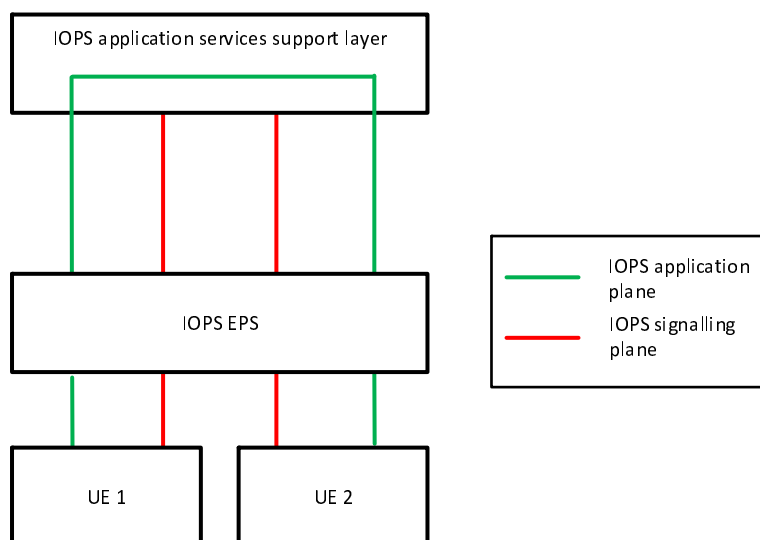 IOPS application services support layer
IOPS application
plane
IOPS EPS
IOPS signalling
plane
UE 1
UE 2